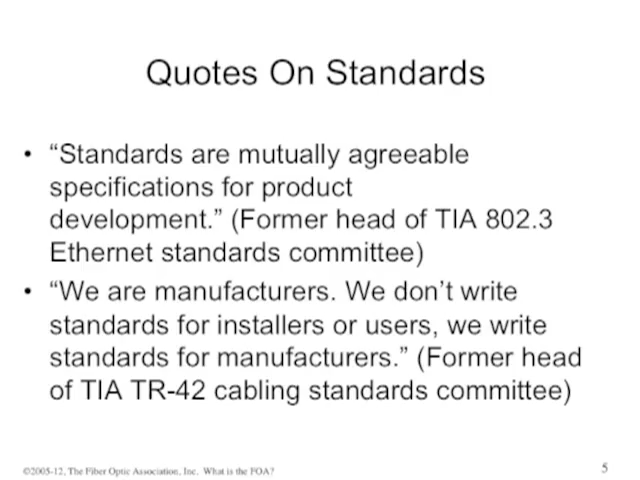 Quotes On Standards
• “Standards are mutually agreeable
specifications for product
development.” (Former head of TIA 802.3
Ethernet standards committee)
• “We are manufacturers. We don’t write
standards for installers or users, we write
standards for manufacturers.” (Former head
of TIA TR-42 cabling standards committee)
©2005-12, The Fiber Optic Association, Inc. What is the FOA?
5